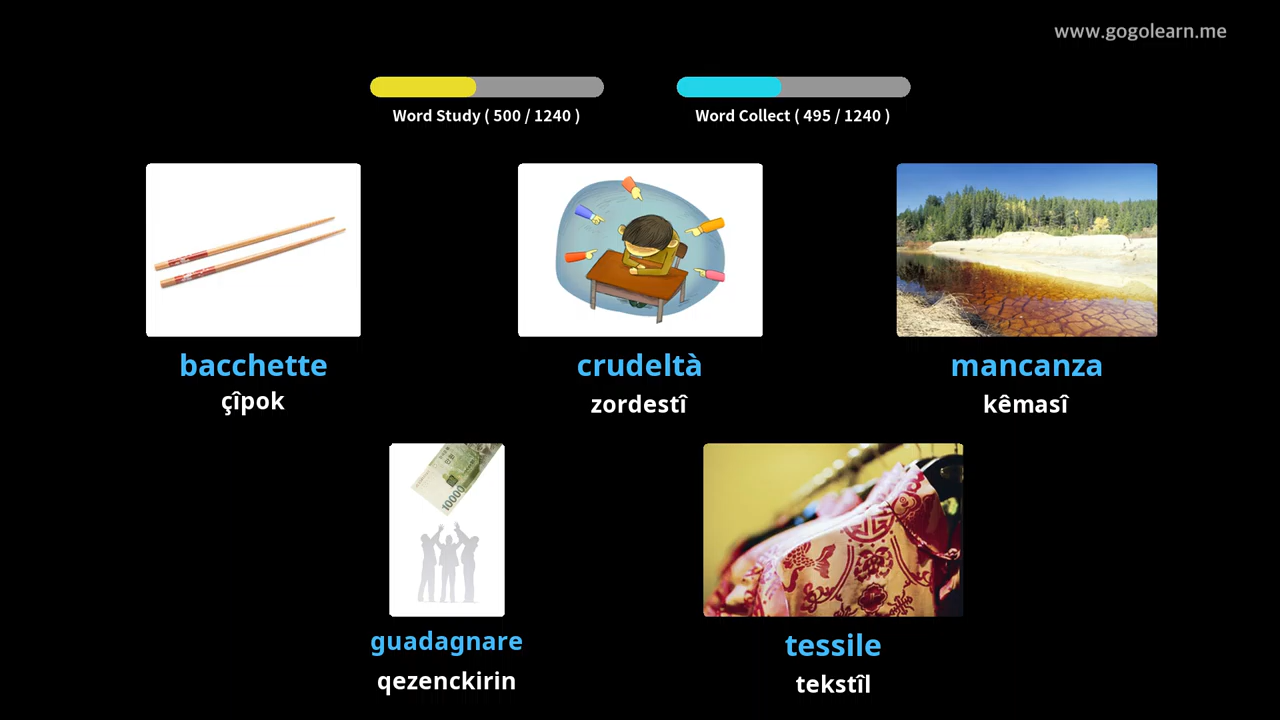 www.gogolearn.me
Word Study ( 500 / 1240 )
Word Collect ( 495 / 1240 )
bacchette
çîpok
crudeltà
zordestî
mancanza
kêmasî
10000
guadagnare
qezenckirin
tessile
tekstîl